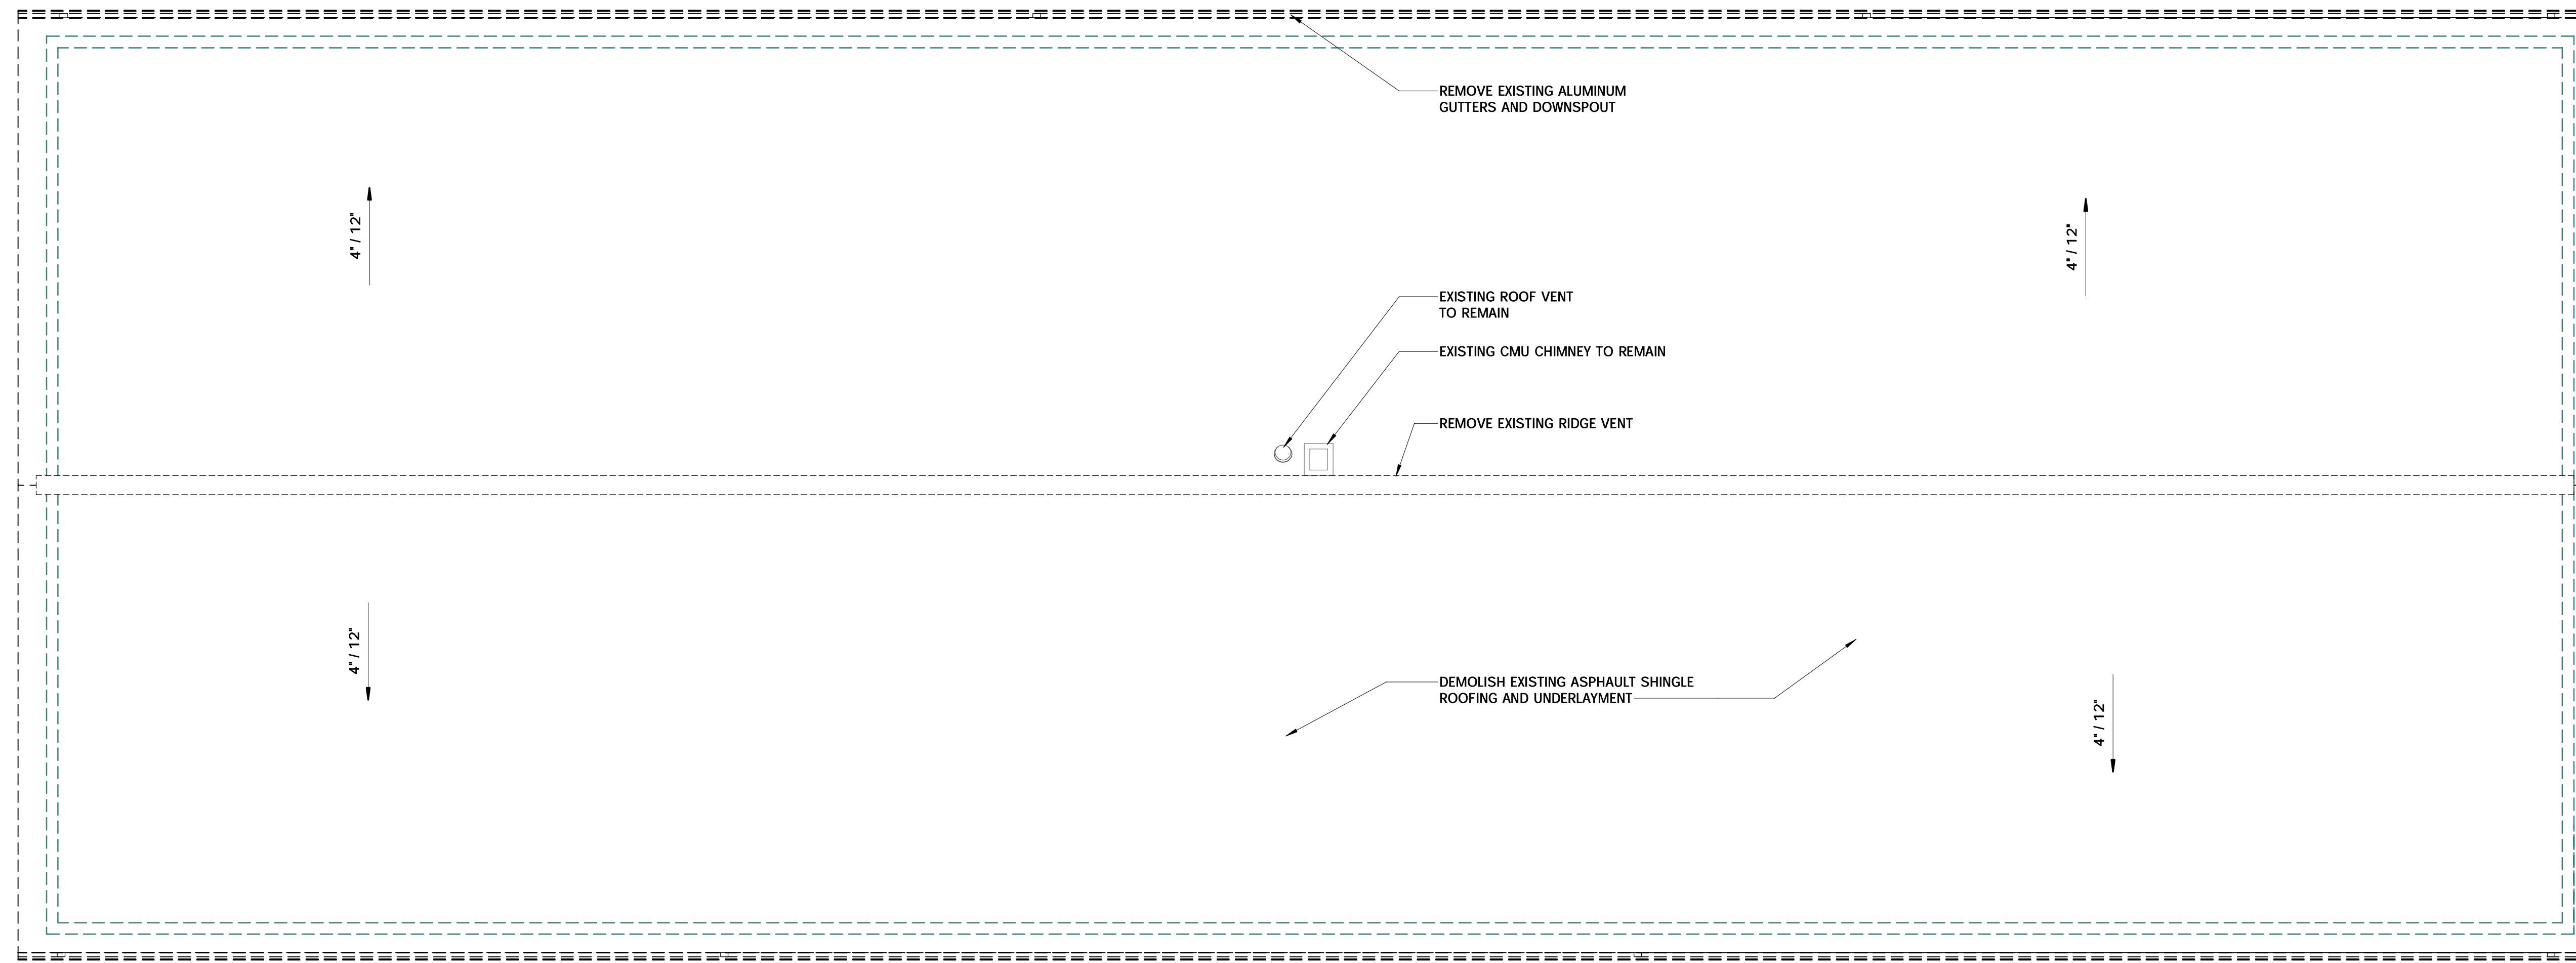 REMOVE EXISTING ALUMINUM
GUTTERS AND DOWNSPOUT
4" / 12"
4" / 12"
EXISTING ROOF VENT
TO REMAIN
EXISTING CMU CHIMNEY TO REMAIN
REMOVE EXISTING RIDGE VENT
4" / 12"
DEMOLISH EXISTING ASPHAULT SHINGLE
ROOFING AND UNDERLAYMENT
4" / 12"